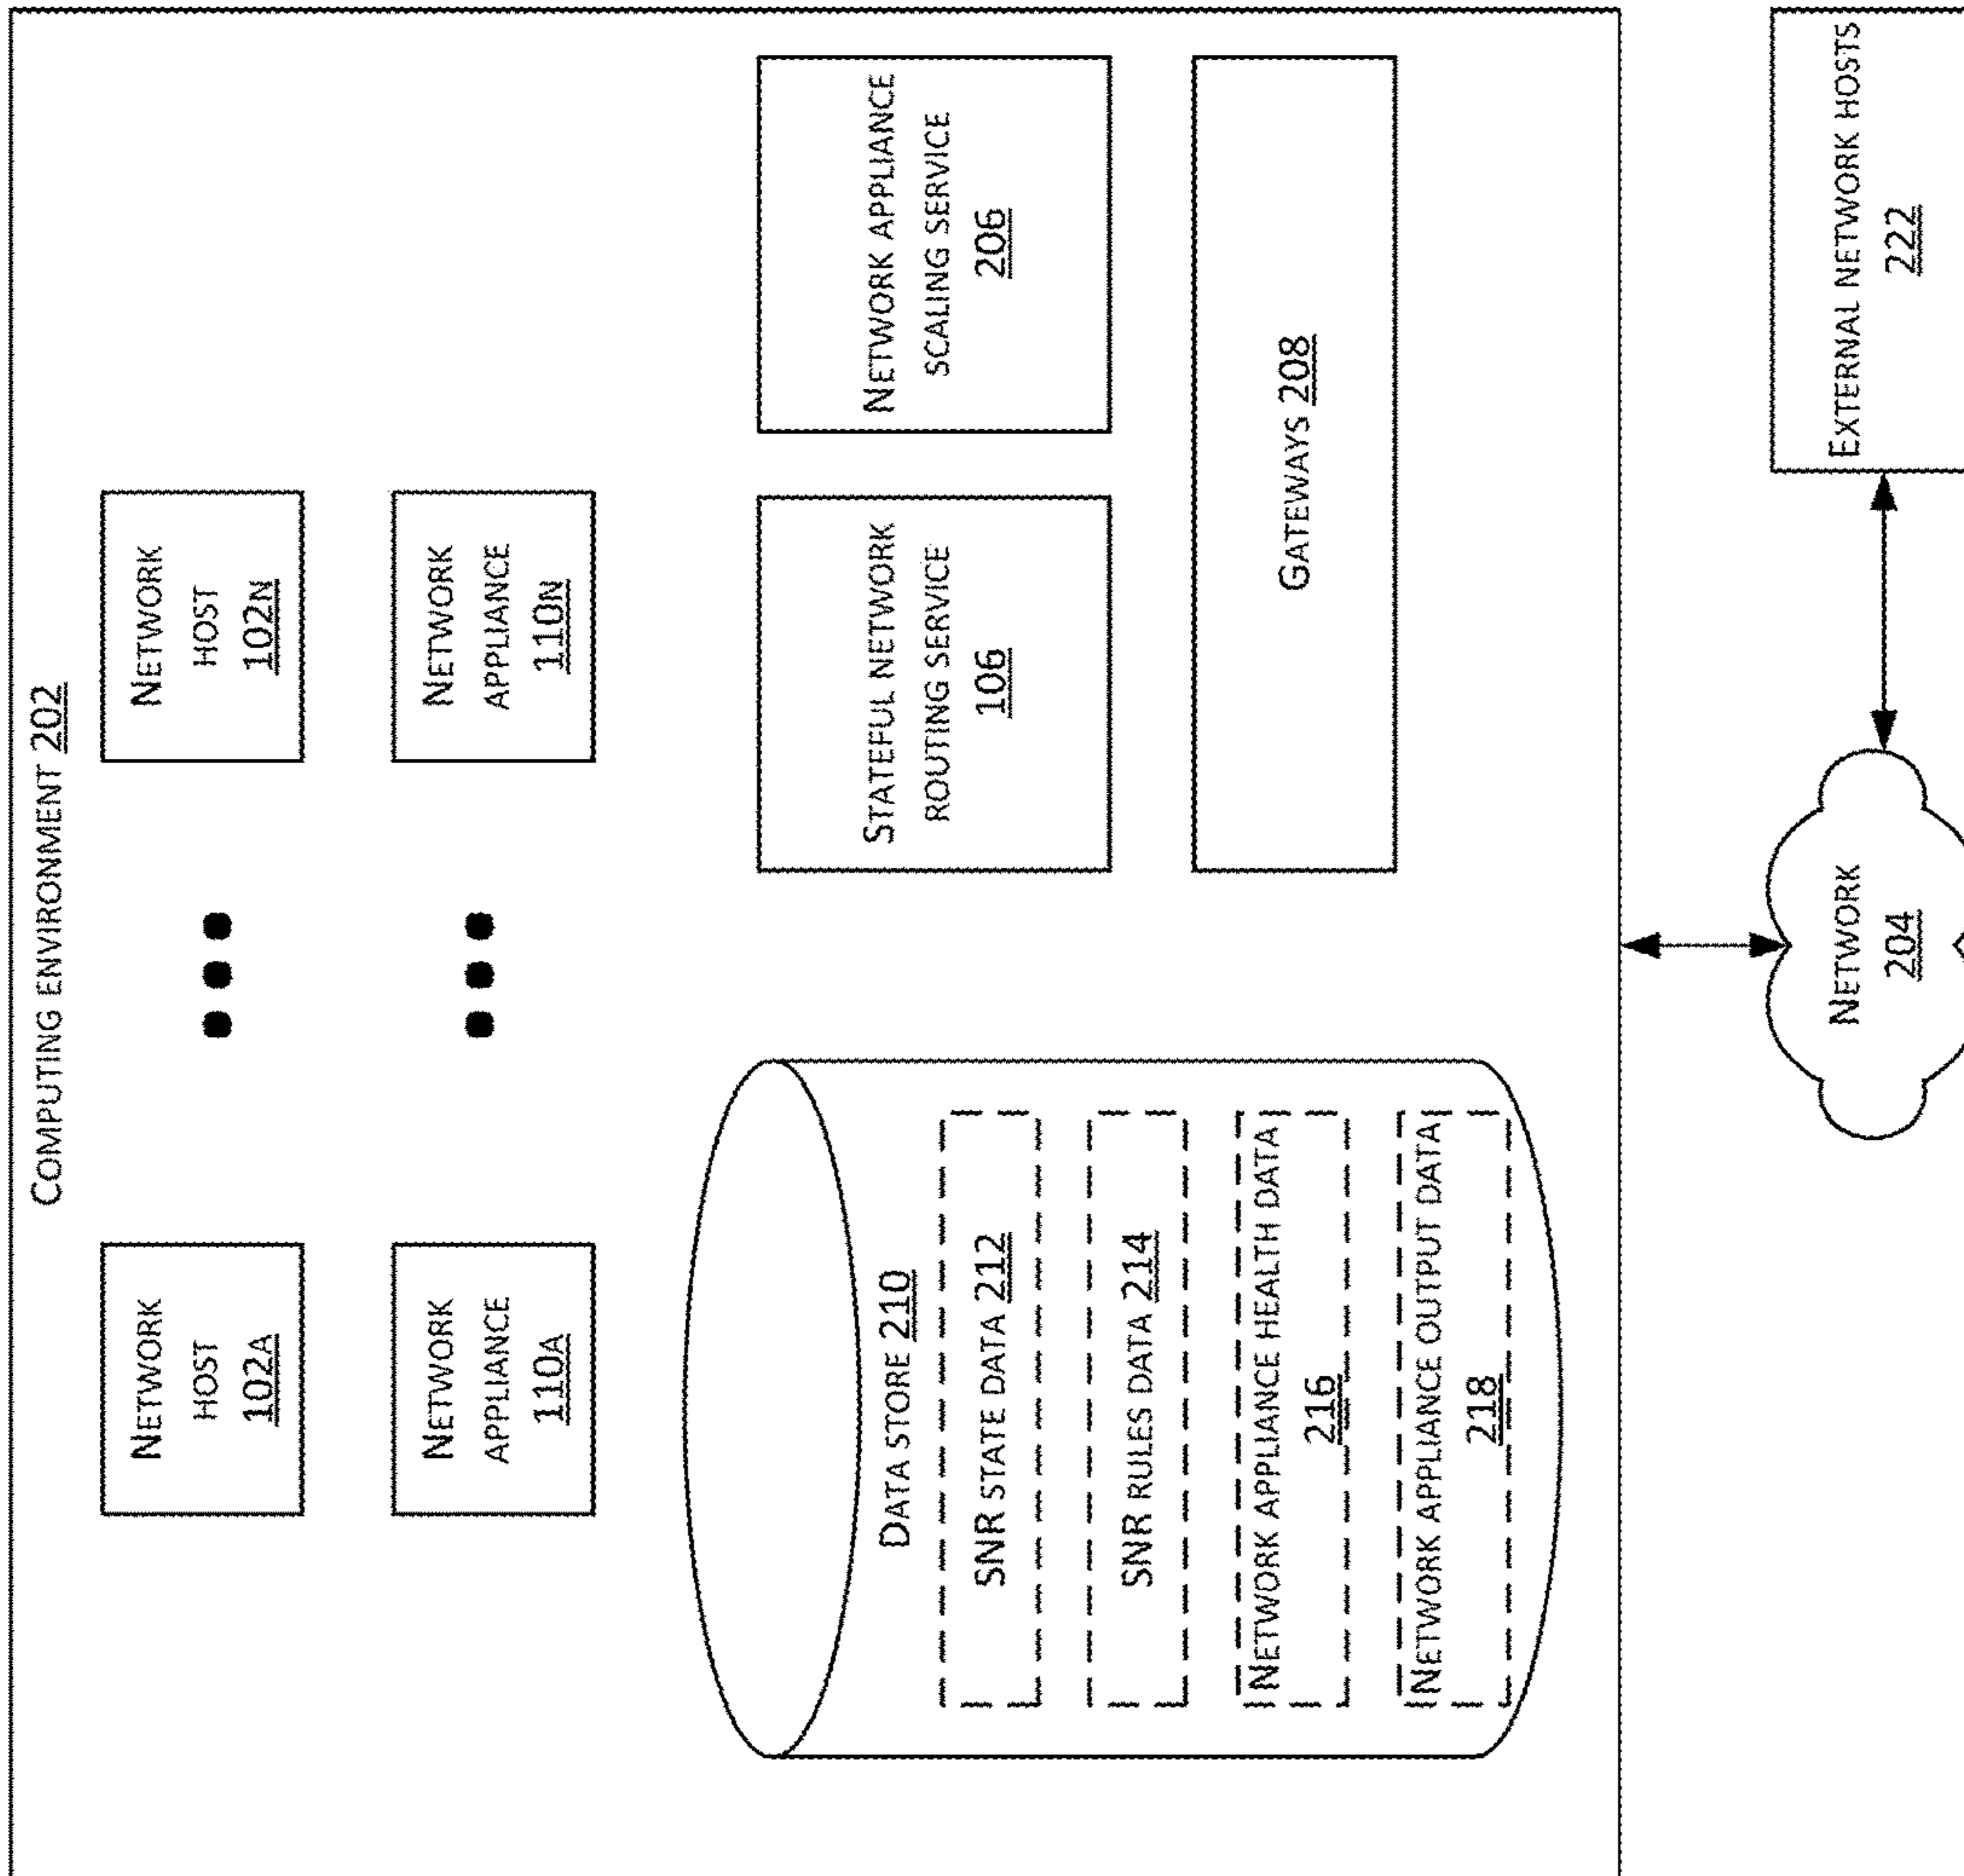 COMPUTING ENVIRONMENT 202
NETWORK
HOST
102A
NETWORK
HOST
102N
NETWORK
APPLIANCE
110A
NETWORK
APPLIANCE
110N
DATA STORE 210
SNR STATE DATA 212
SNR RULES DATA 214
NETWORK APPLIANCE HEALTH DATA
216
NETWORK APPLIANCE OUTPUT DATA
218
STATEFUL NETWORK
ROUTING SERVICE
106
NETWORK APPLIANCE
SCALING SERVICE
206
GATEWAYS 208
NETWORK
204
EXTERNAL NETWORK HOSTS
222